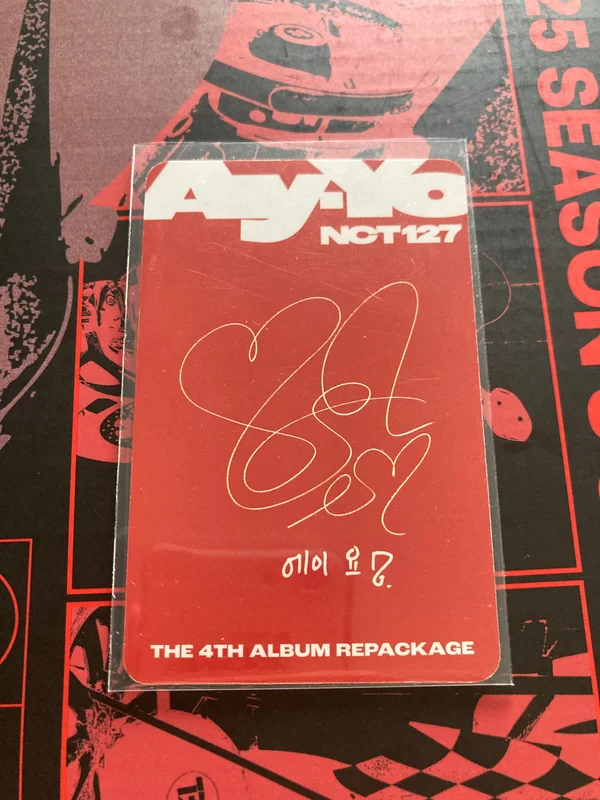 25 SEASON
Ay-Yo
NCT127
에이 요
THE 4TH ALBUM REPACKAGE